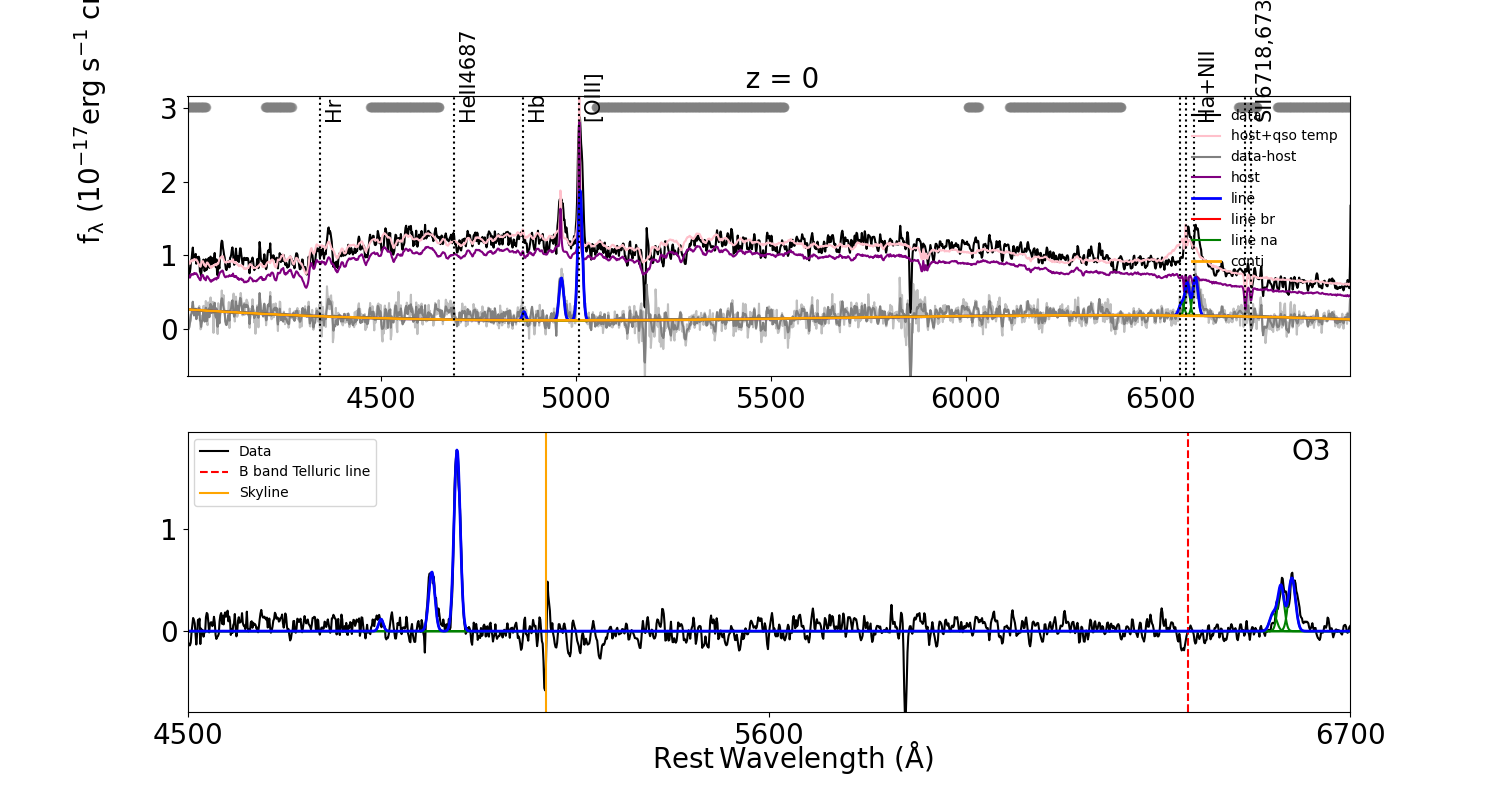 z = 0
Hr
HeII4687
Hb
[OIII]
Ha+NII
SII6718,673
fλ (10−17erg s−1 c
3
2
1
0
data
host+qso temp
data-host
host
line
line br
line na
conti
4500
5000
5500
6000
6500
O3
Data
B band Telluric line
Skyline
1
0
4500
5600
6700
Rest Wavelength (Å)